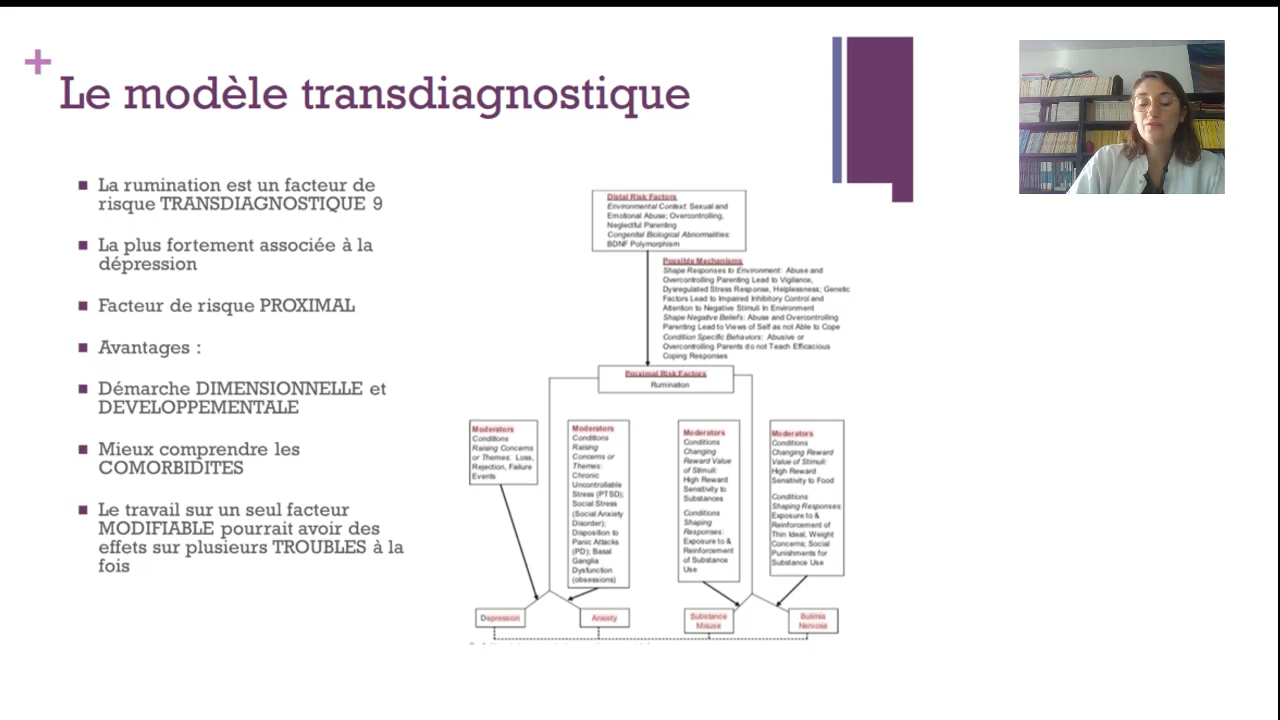 +
Le modèle transdiagnostique
La rumination est un facteur de
risque TRANSDIAGNOSTIQUE 9
La plus fortement associée à la
dépression
Facteur de risque PROXIMAL
Avantages :
Démarche DIMENSIONNELLE et
DEVELOPPEMENTALE
Mieux comprendre les
COMORBIDITES
Le travail sur un seul facteur
MODIFIABLE pourrait avoir des
effets sur plusieurs TROUBLES à la
fois
Distal Risk Factors
Environmental Context: Sexual and
Emotional Abuse; Overcontrolling,
Neglectful Parenting
Congenital Biological Abnormalities:
BDNF Polymorphism
Possible Mechanisms
Shape Responses to Environment: Abuse and
Overcontrolling Parenting Lead to Vigilance,
Dysregulated Stress Response, Helplessness; Genetic
Factors Lead to Impaired Inhibitory Control and
Attention to Negative Stimuli in Environment
Shape Negative Beliefs: Abuse and Overcontrolling
Parenting Lead to Views of Self as not Able to Cope
Condition Specific Behaviors: Abusive or
Overcontrolling Parents do not Teach Efficacious
Coping Responses
Proximal Risk Factors
Rumination
Moderators
Conditions
Raising Concerns
or Themes: Loss,
Rejection, Failure
Events
Moderators
Conditions
Raising
Concerns or
Themes:
Chronic
Uncontrollable
Stress (PTSD);
Social Stress
(Social Anxiety
Disorder);
Disposition to
Panic Attacks
(PD); Basal
Ganglia
Dysfunction
(obsessions)
Moderators
Conditions
Changing
Reward Value
of Stimuli:
High Reward
Sensitivity to
Substances
Conditions
Shaping
Responses:
Exposure to &
Reinforcement
of Substance
Use
Moderators
Conditions
Changing Reward
Value of Stimuli:
High Reward
Sensitivity to Food
Conditions
Shaping Responses:
Exposure to &
Reinforcement of
Thin Ideal, Weight
Concerns; Social
Punishments for
Substance Use
Depression
Anxiety
Substance
Misuse
Bulimia
Nervosa